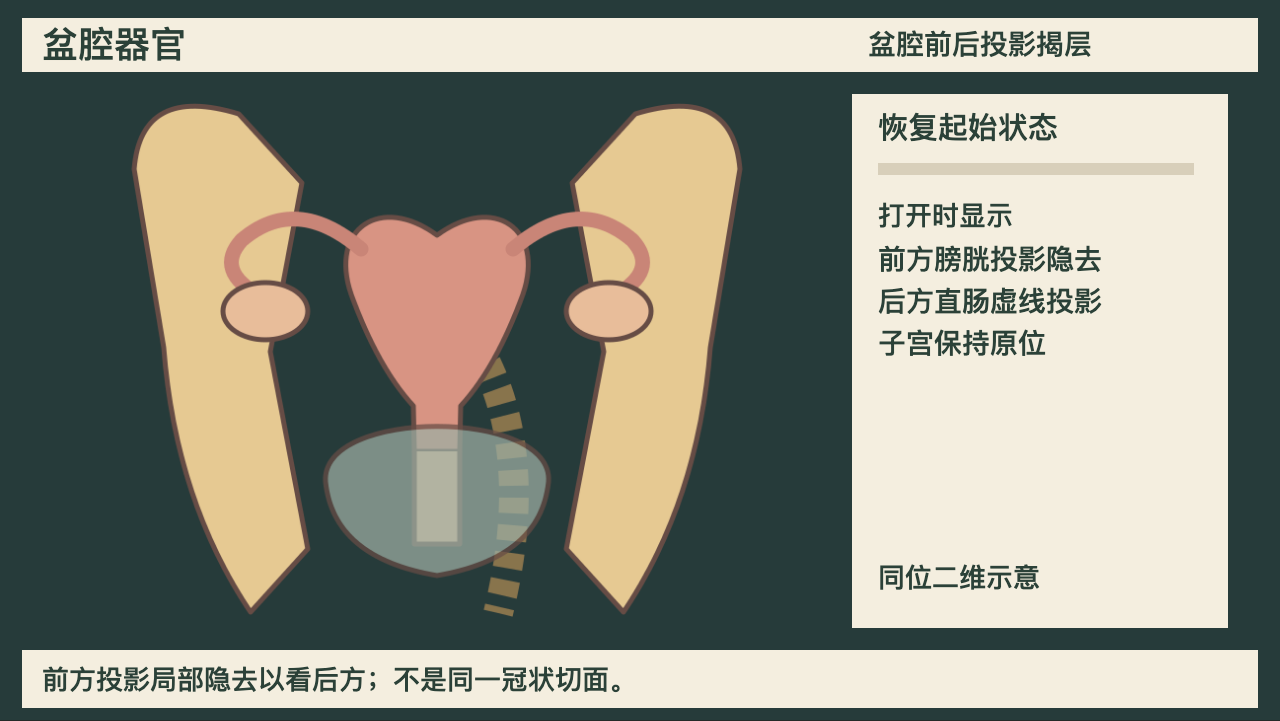 盆腔器官
盆腔前后投影揭层
恢复起始状态
打开时显示
前方膀胱投影隐去
后方直肠虚线投影
子宫保持原位
同位二维示意
前方投影局部隐去以看后方；不是同一冠状切面。